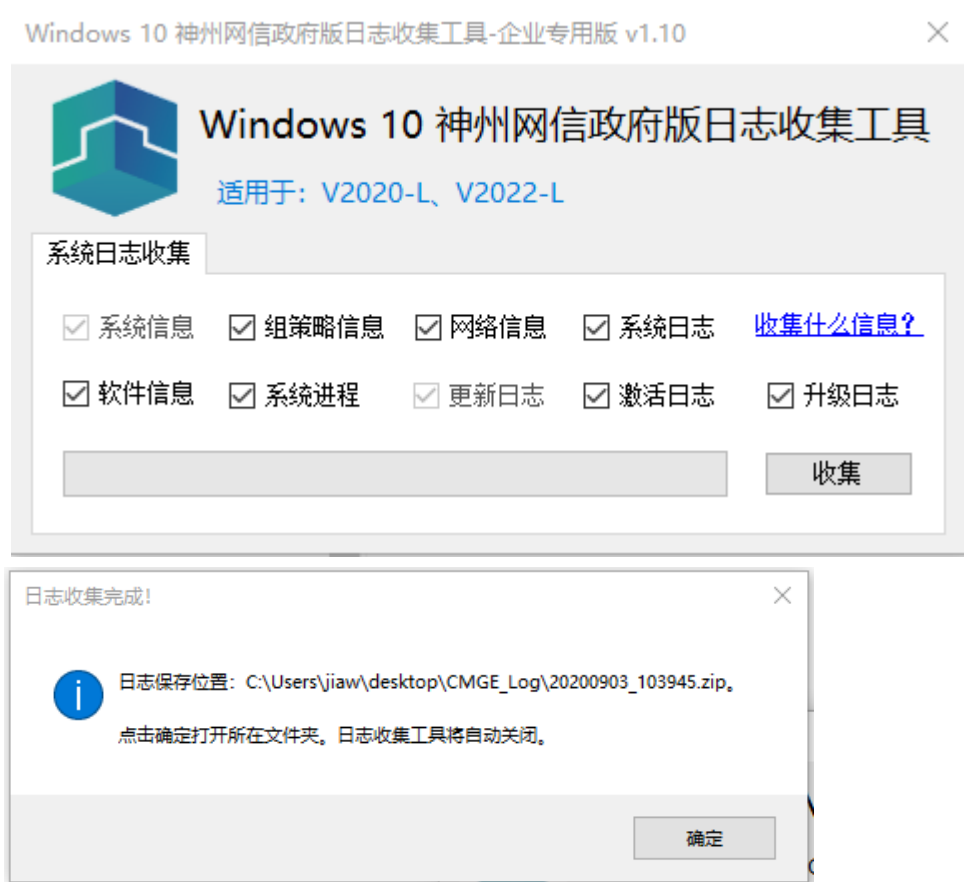 Windows 10 神州网信政府版日志收集工具-企业专用版 v1.10
Windows 10 神州网信政府版日志收集工具
适用于：V2020-L、V2022-L
系统日志收集
系统信息 组策略信息 网络信息 系统日志 收集什么信息？
软件信息 系统进程 更新日志 激活日志 升级日志
收集
日志收集完成!
日志保存位置：C:\Users\jiaw\desktop\CMGE_Log\20200903_103945.zip。
点击确定打开所在文件夹。日志收集工具将自动关闭。
确定